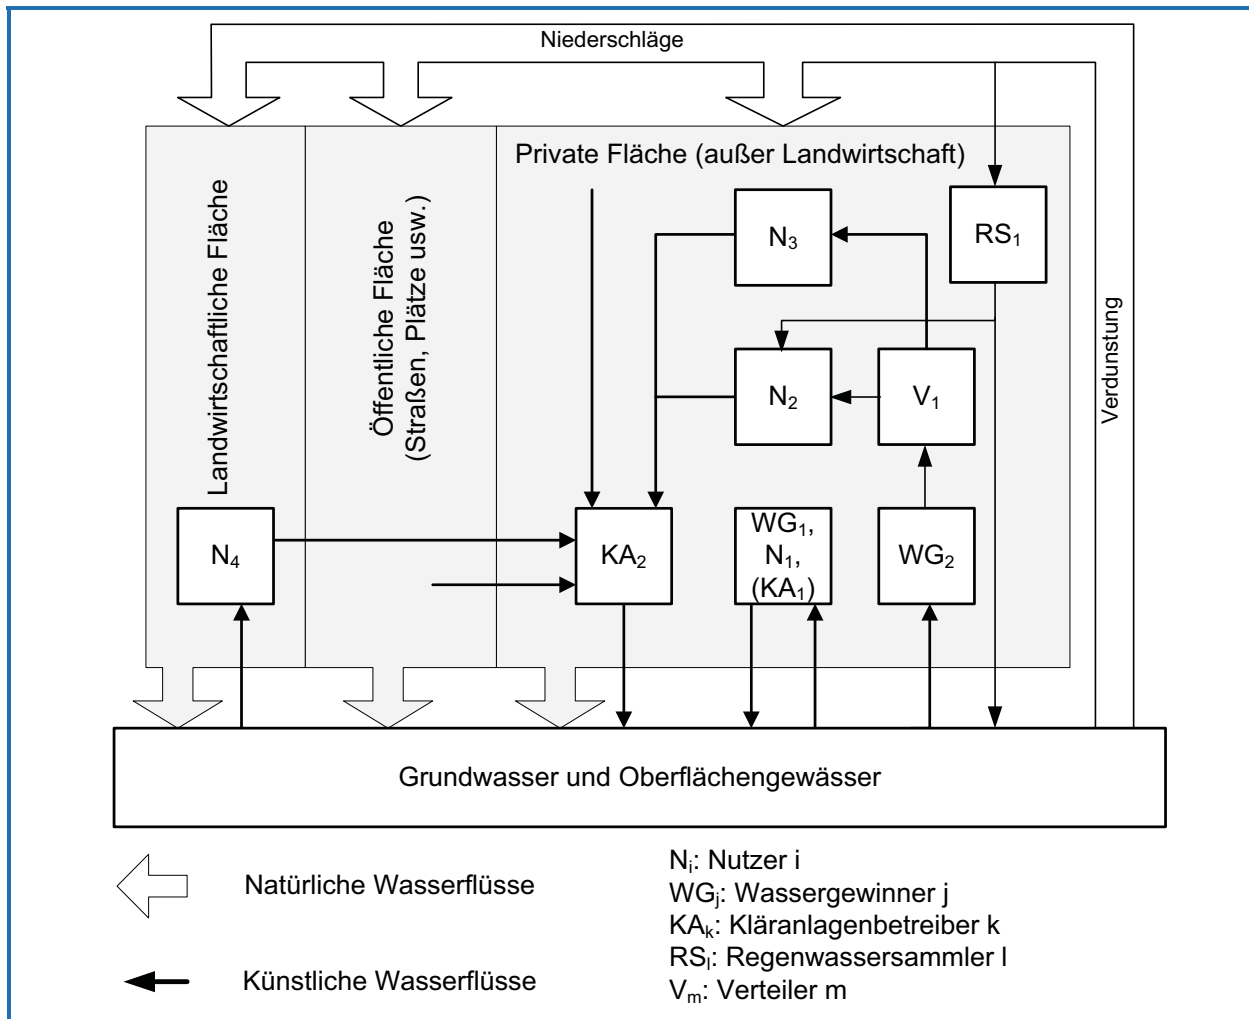 Niederschläge
Private Fläche (außer Landwirtschaft)
Landwirtschaftliche Fläche
Öffentliche Fläche
(Straßen, Plätze usw.)
Verdunstung
N₃
RS₁
N₂
V₁
N₄
KA₂
WG₁,
N₁,
(KA₁)
WG₂
Grundwasser und Oberflächengewässer
Natürliche Wasserflüsse
Künstliche Wasserflüsse
Nᵢ: Nutzer i
WGⱼ: Wassergewinner j
KAₖ: Kläranlagenbetreiber k
RSₗ: Regenwassersammler l
Vₘ: Verteiler m